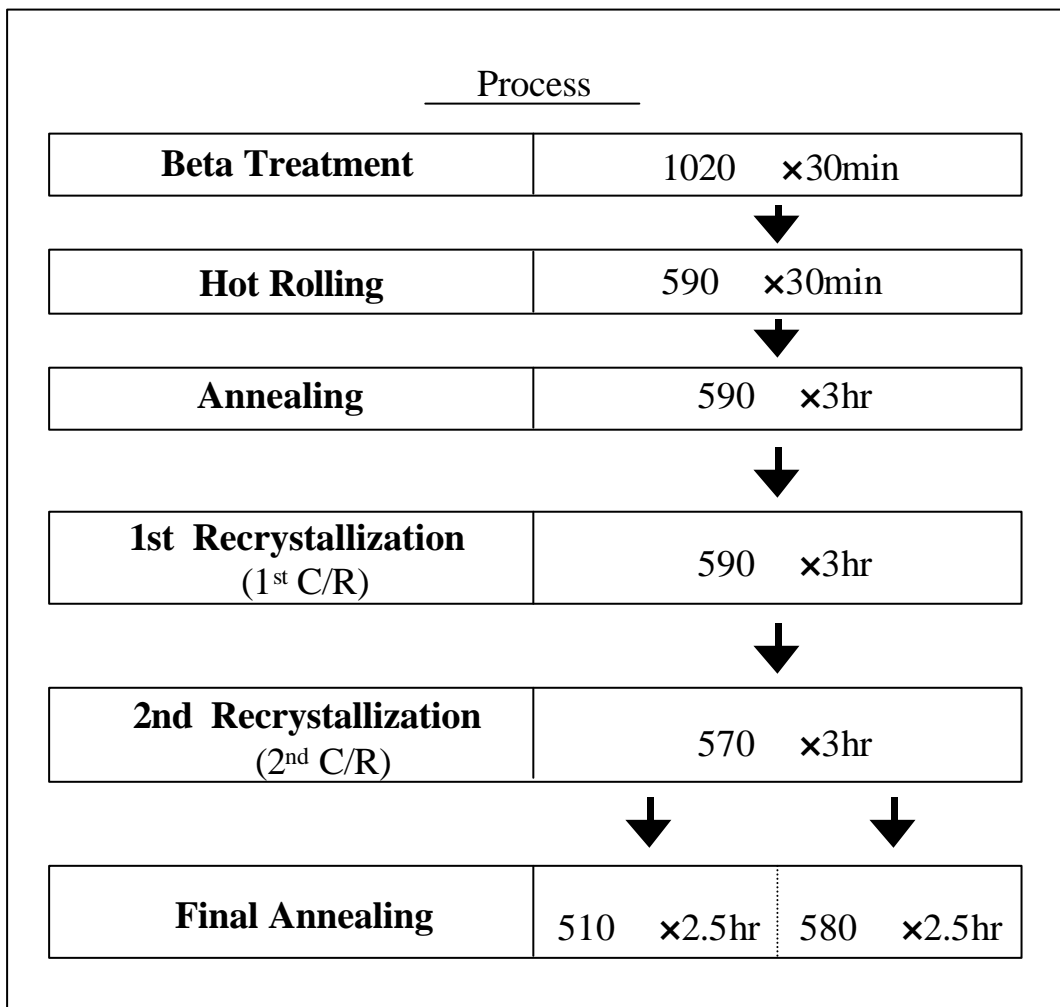 Process
Beta Treatment
1020 ×30min
Hot Rolling
590 ×30min
Annealing
590 ×3hr
1st Recrystallization
(1st C/R)
590 ×3hr
2nd Recrystallization
(2nd C/R)
570 ×3hr
Final Annealing
510 ×2.5hr
580 ×2.5hr